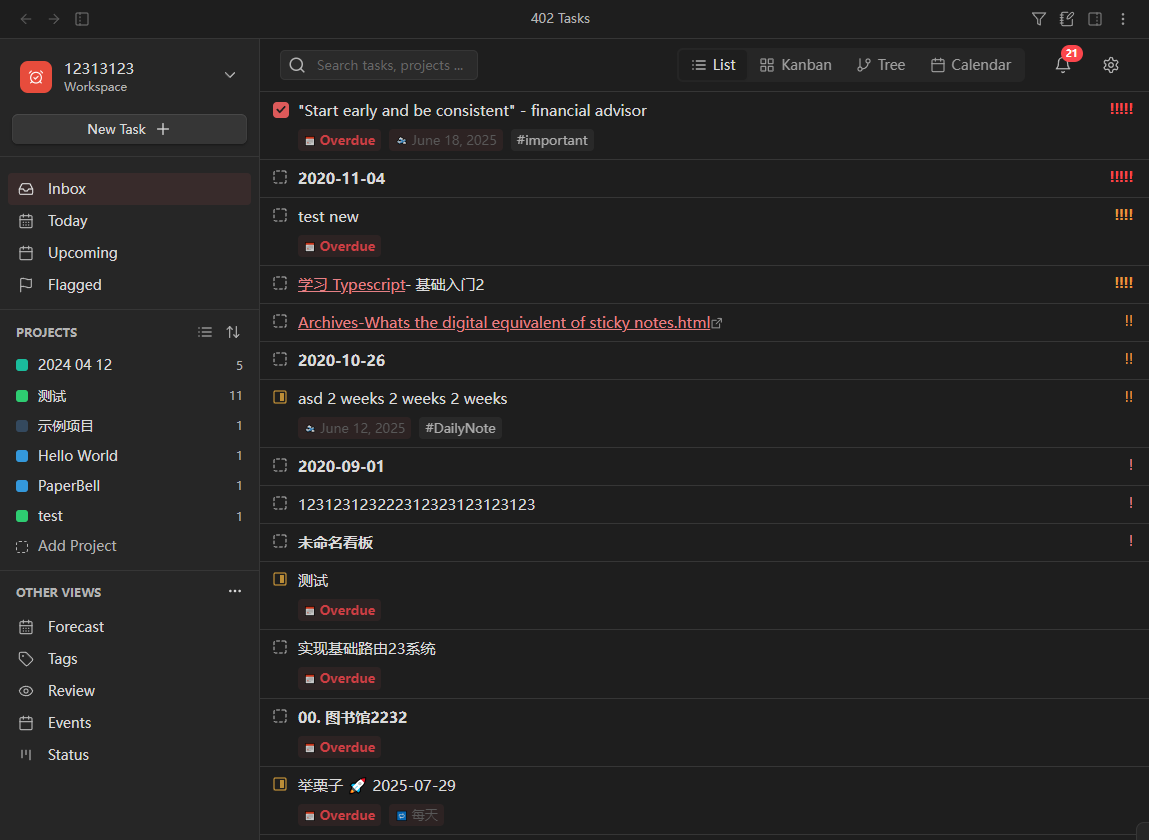 402 Tasks
12313123
Workspace
New Task
Inbox
Today
Upcoming
Flagged
PROJECTS
2024 04 12 5
测试 11
示例项目 1
Hello World 1
PaperBell 1
test 1
Add Project
OTHER VIEWS
Forecast
Tags
Review
Events
Status
Search tasks, projects ...
List Kanban Tree Calendar 21
"Start early and be consistent" - financial advisor !!!!!
Overdue June 18, 2025 #important
2020-11-04 !!!!!
test new !!!!
Overdue
学习 Typescript- 基础入门2 !!!!
Archives-Whats the digital equivalent of sticky notes.html !!
2020-10-26 !!
asd 2 weeks 2 weeks 2 weeks !!
June 12, 2025 #DailyNote
2020-09-01 !
1231231232222312323123123123 !
未命名看板 !
测试
Overdue
实现基础路由23系统
Overdue
00. 图书馆2232
Overdue
举栗子 🚀 2025-07-29
Overdue 每天